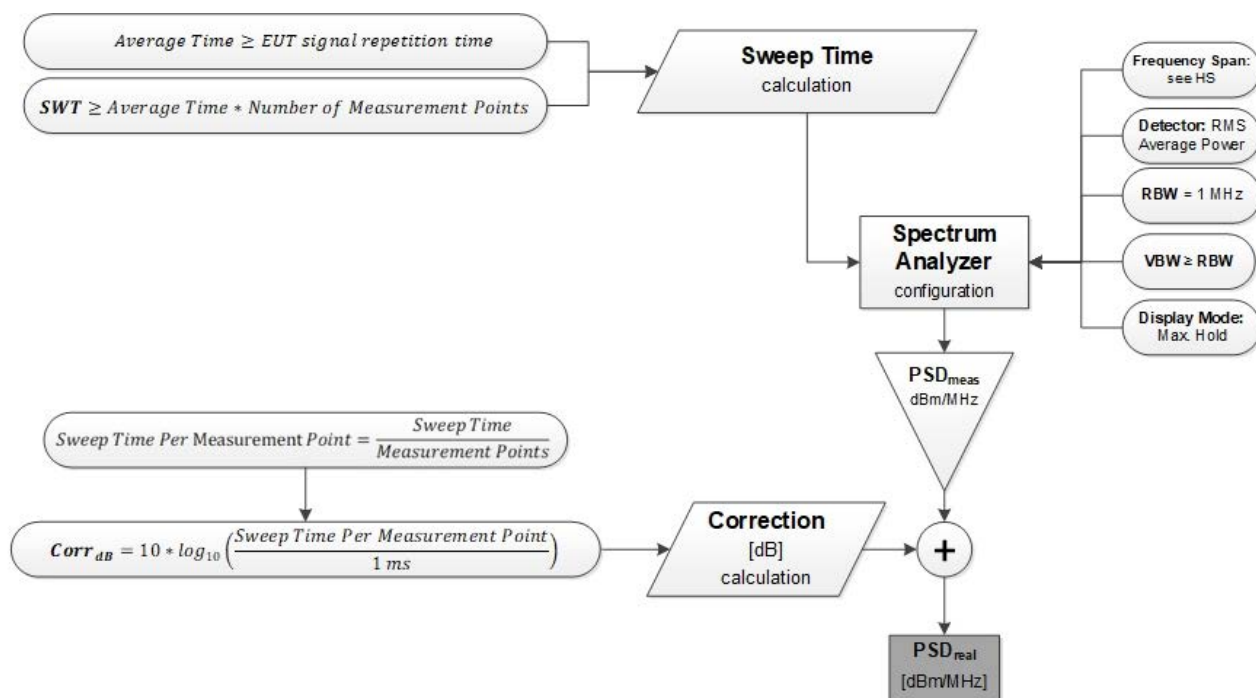 Average Time ≥ EUT signal repetition time
SWT ≥ Average Time * Number of Measurement Points
Sweep Time
calculation
Frequency Span:
see HS
Detector: RMS
Average Power
RBW = 1 MHz
VBW ≥ RBW
Display Mode:
Max. Hold
Spectrum
Analyzer
configuration
PSDmeas
dBm/MHz
Sweep Time Per Measurement Point = Sweep Time / Measurement Points
Corr dB = 10 * log10 (Sweep Time Per Measurement Point / 1 ms)
Correction
[dB]
calculation
+
PSDreal
[dBm/MHz]